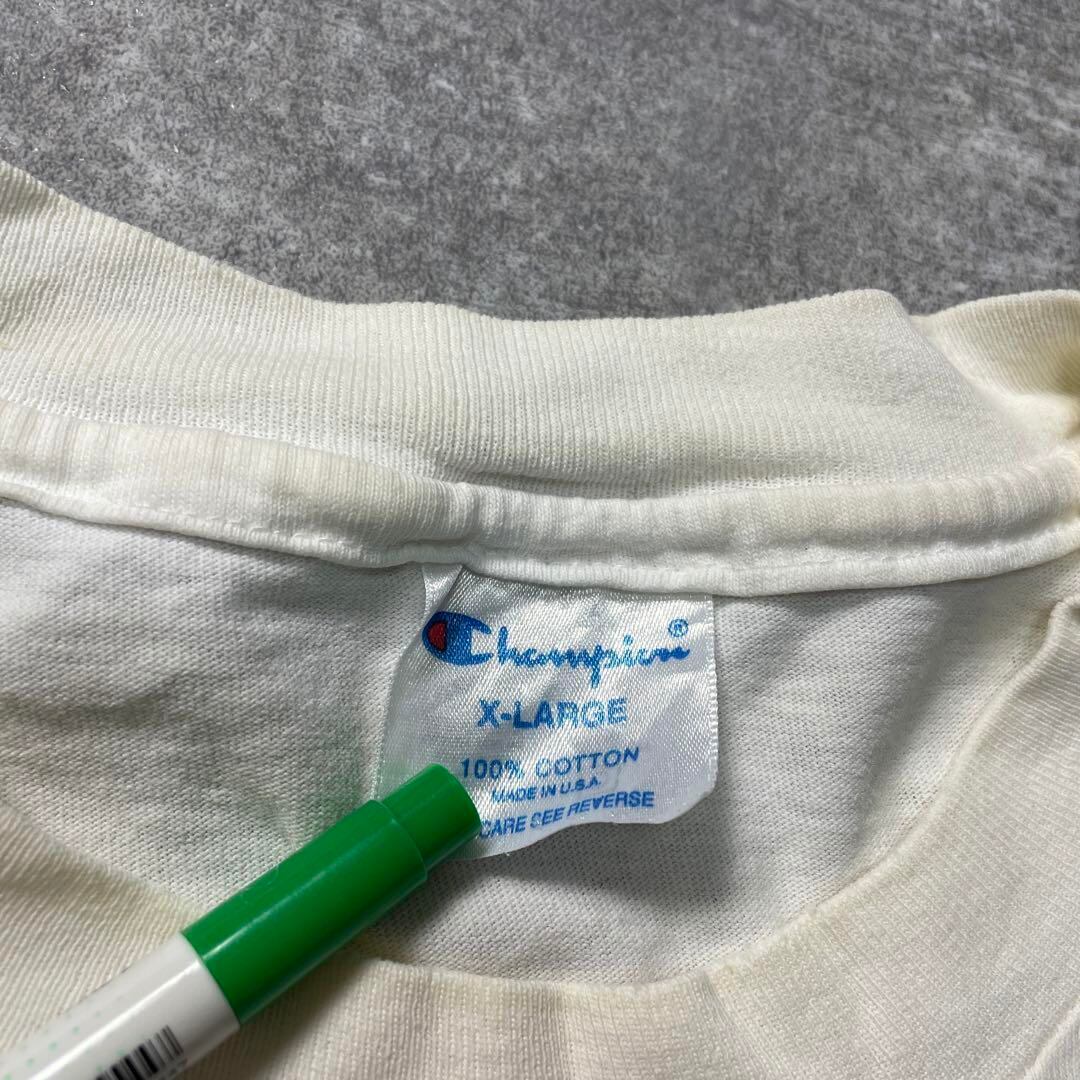 Champion®
X-LARGE
100% COTTON
MADE IN U.S.A.
CARE SEE REVERSE